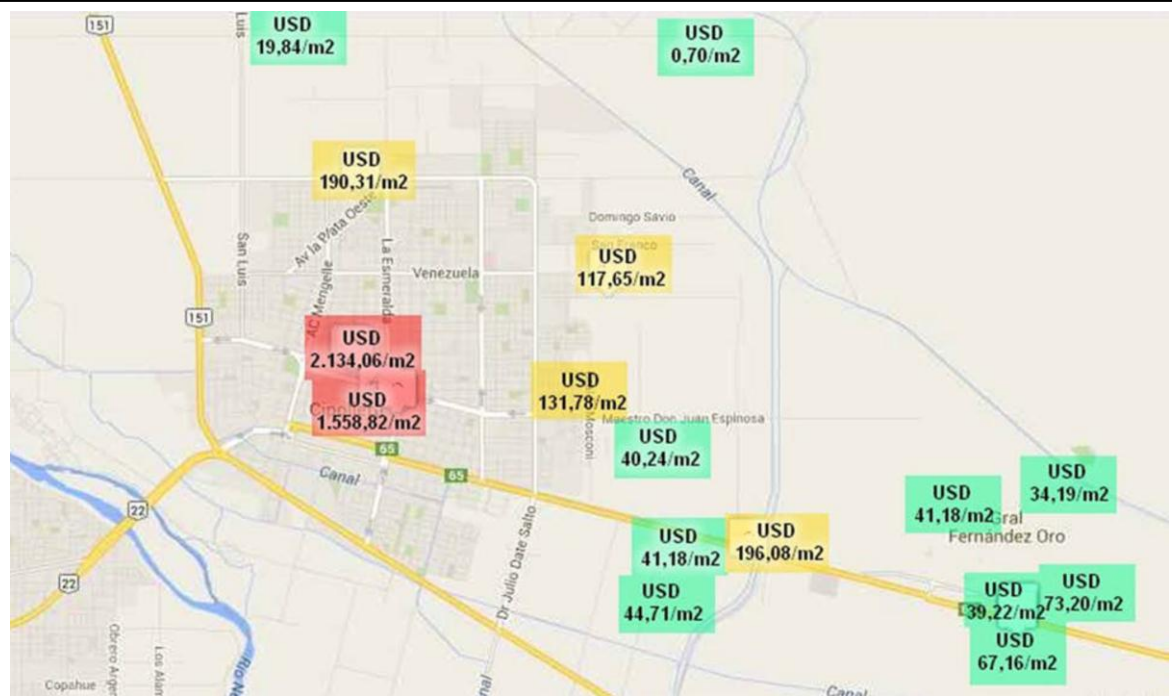 151
Luis
USD
19,84/m2
USD
0,70/m2
USD
190,31/m2
Canal
Av la Plata Oeste
Domingo Savio
San Franco
USD
117,65/m2
San Luis
La Esmeralda
Venezuela
AC Mengelle
151
USD
2.134,06/m2
USD
1.558,82/m2
USD
131,78/m2
Mosconi
Maestro Don Juan Espinosa
USD
40,24/m2
65
65
Canal
22
22
USD
41,18/m2
USD
34,19/m2
Gral
Fernández Oro
USD
41,18/m2
USD
196,08/m2
Dr Julio Date Salto
USD
44,71/m2
USD
39,22/m2
USD
73,20/m2
USD
67,16/m2
Obrero Argen
Los Alan
Río N
Copahue
nal
Canal